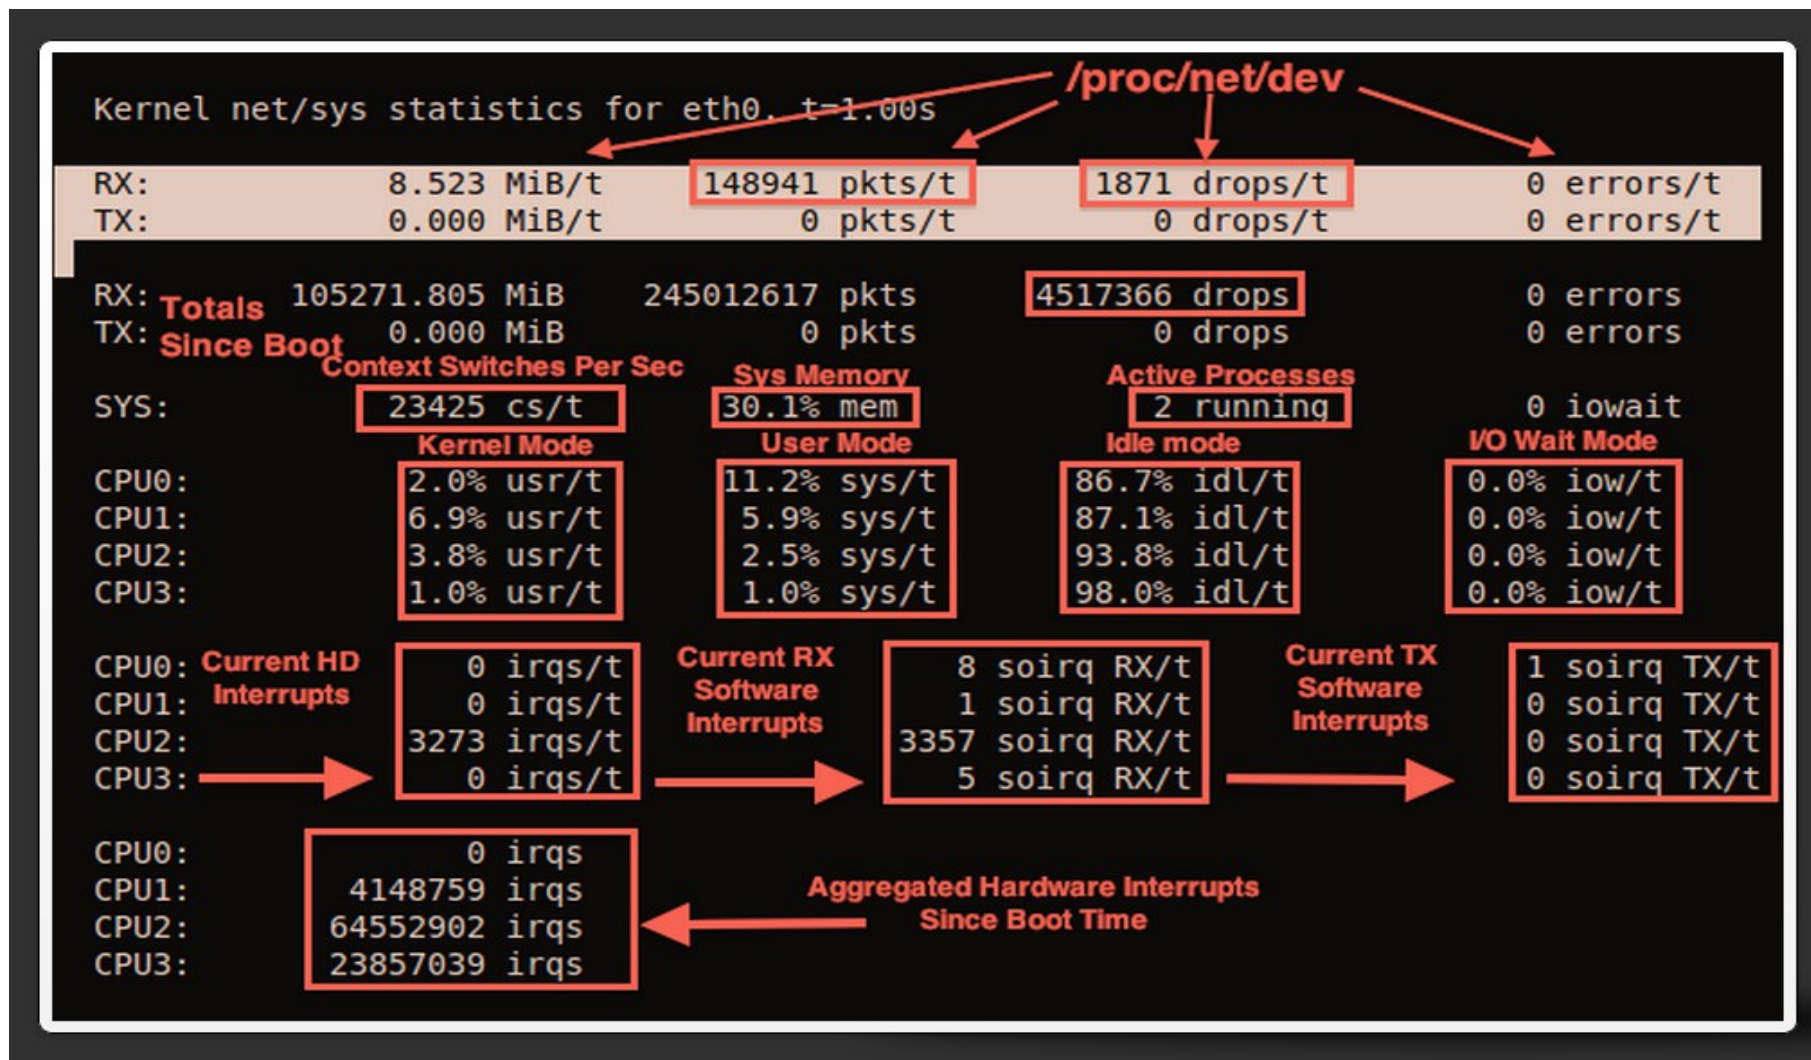 /proc/net/dev
Kernel net/sys statistics for eth0, t=1.00s
RX: 8.523 MiB/t 148941 pkts/t 1871 drops/t 0 errors/t
TX: 0.000 MiB/t 0 pkts/t 0 drops/t 0 errors/t
RX: 105271.805 MiB 245012617 pkts 4517366 drops 0 errors
Totals
TX: 0.000 MiB 0 pkts 0 drops 0 errors
Since Boot
Context Switches Per Sec Sys Memory Active Processes
SYS: 23425 cs/t 30.1% mem 2 running 0 iowait
Kernel Mode User Mode Idle mode I/O Wait Mode
CPU0: 2.0% usr/t 11.2% sys/t 86.7% idl/t 0.0% iow/t
CPU1: 6.9% usr/t 5.9% sys/t 87.1% idl/t 0.0% iow/t
CPU2: 3.8% usr/t 2.5% sys/t 93.8% idl/t 0.0% iow/t
CPU3: 1.0% usr/t 1.0% sys/t 98.0% idl/t 0.0% iow/t
Current HD
Interrupts
Current RX
Software
Interrupts
Current TX
Software
Interrupts
CPU0: 0 irqs/t 8 soirq RX/t 1 soirq TX/t
CPU1: 0 irqs/t 1 soirq RX/t 0 soirq TX/t
CPU2: 3273 irqs/t 3357 soirq RX/t 0 soirq TX/t
CPU3: 0 irqs/t 5 soirq RX/t 0 soirq TX/t
CPU0: 0 irqs
CPU1: 4148759 irqs
CPU2: 64552902 irqs
CPU3: 23857039 irqs
Aggregated Hardware Interrupts
Since Boot Time